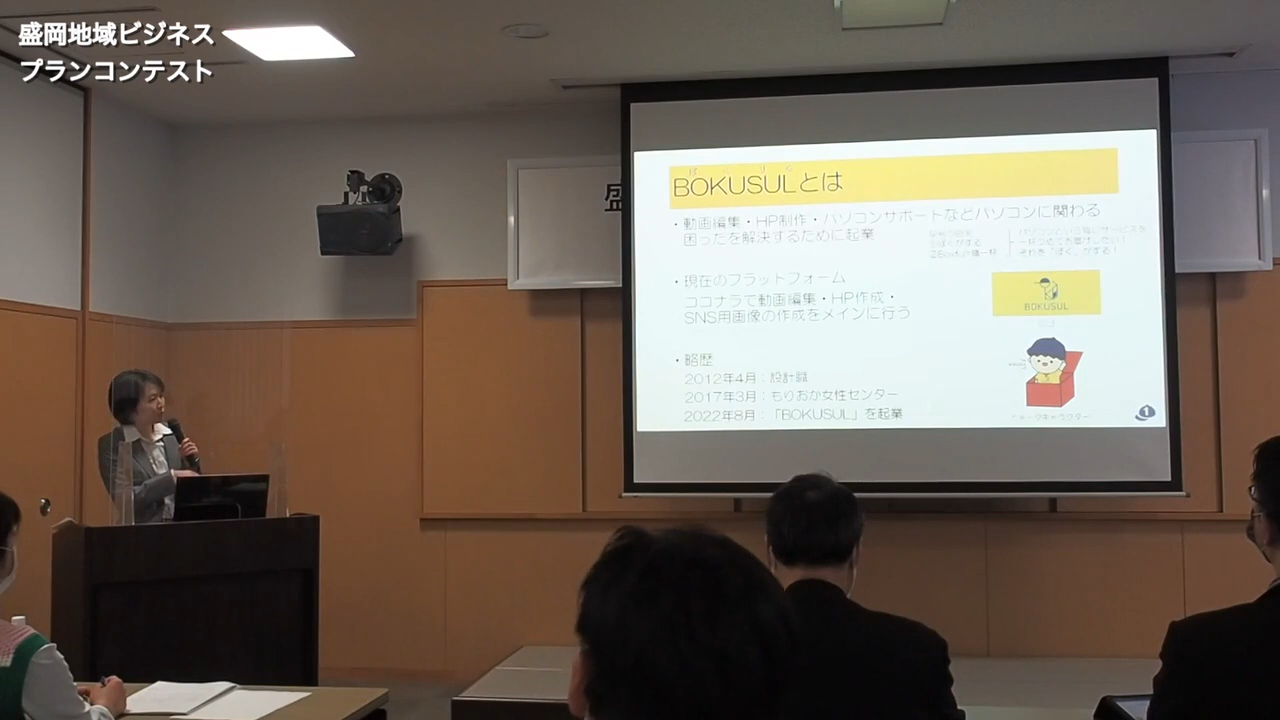 盛岡地域ビジネス
プランコンテスト
盛
BOKUSULとは
・動画編集・HP制作・パソコンサポートなどパソコンに関わる
困ったを解決するために起業
・現在のプラットフォーム
ココナラで動画編集・HP作成・
SNS用画像の作成をメインに行う
BOKUSUL
・略歴
2012年4月：設計職
2017年3月：もりおか女性センター
2022年8月：「BOKUSUL」を起業
1